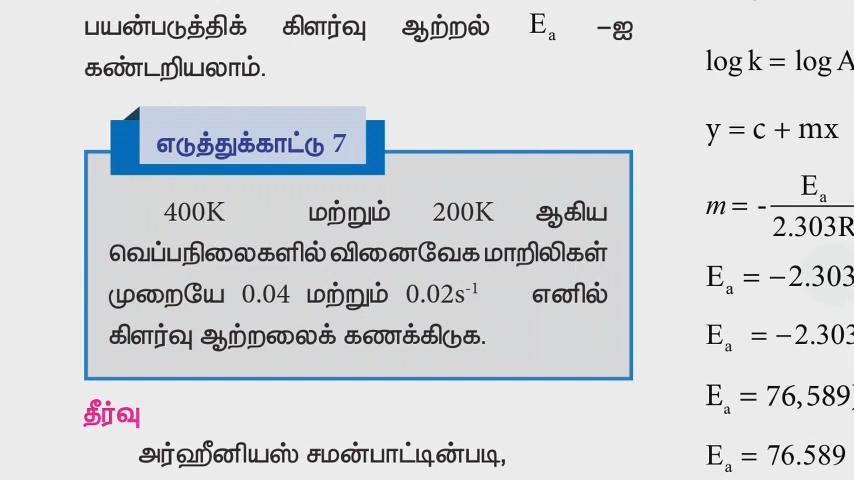 பயன்படுத்திக் கிளர்வு ஆற்றல் Eₐ –ஐ
கண்டறியலாம்.
எடுத்துக்காட்டு 7
400K மற்றும் 200K ஆகிய
வெப்பநிலைகளில் வினைவேக மாறிலிகள்
முறையே 0.04 மற்றும் 0.02s⁻¹ எனில்
கிளர்வு ஆற்றலைக் கணக்கிடுக.
தீர்வு
அர்ஹீனியஸ் சமன்பாட்டின்படி,
log k = log A
y = c + mx
m = - Eₐ / 2.303R
Eₐ = −2.303
Eₐ = −2.303
Eₐ = 76,589
Eₐ = 76.589